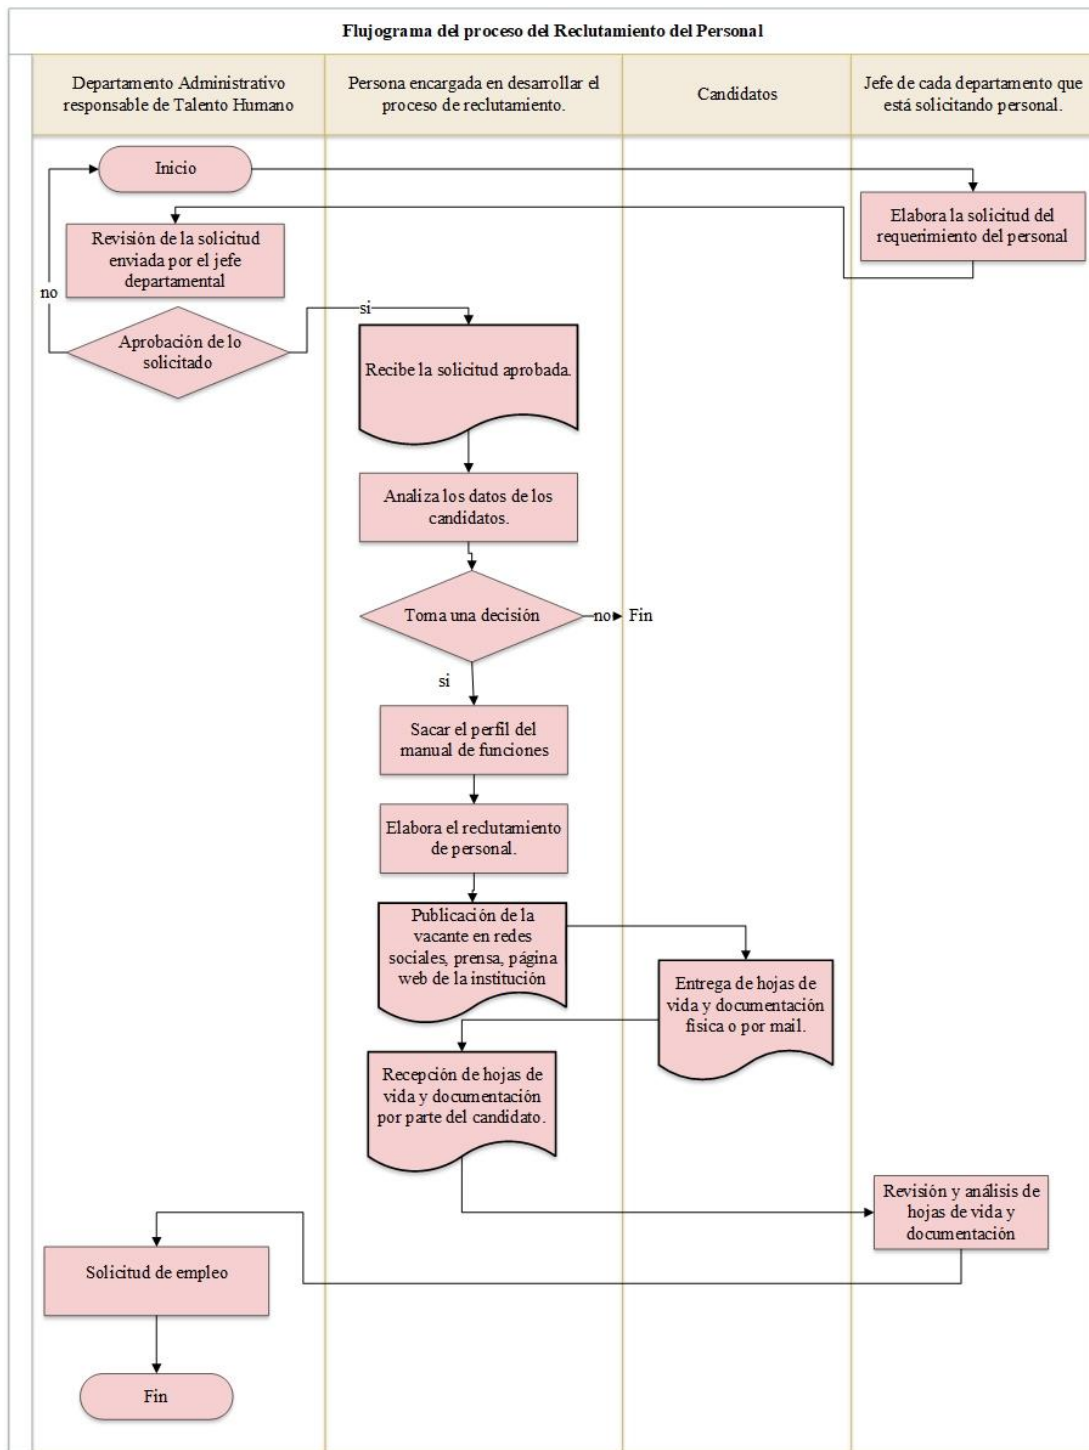 Flujograma del proceso del Reclutamiento del Personal
Departamento Administrativo
responsable de Talento Humano
Persona encargada en desarrollar el
proceso de reclutamiento.
Candidatos
Jefe de cada departamento que
está solicitando personal.
Inicio
Elabora la solicitud del
requerimiento del personal
Revisión de la solicitud
enviada por el jefe
departamental
no
si
Aprobación de lo
solicitado
Recibe la solicitud aprobada.
Analiza los datos de los
candidatos.
Toma una decisión
no
Fin
si
Sacar el perfil del
manual de funciones
Elabora el reclutamiento
de personal.
Publicación de la
vacante en redes
sociales, prensa, página
web de la institución
Entrega de hojas de
vida y documentación
física o por mail.
Recepción de hojas de
vida y documentación
por parte del candidato.
Revisión y análisis de
hojas de vida y
documentación
Solicitud de empleo
Fin